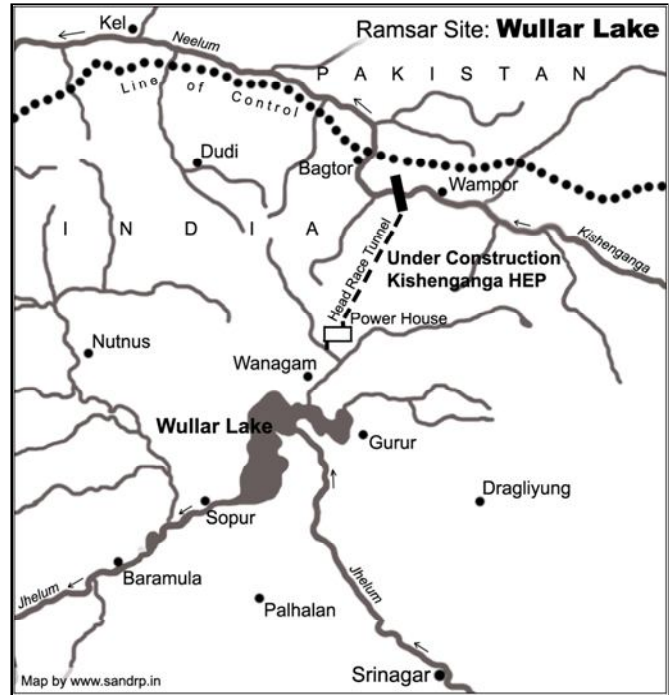 Ramsar Site: Wullar Lake
Kel
Neelum
PAKISTAN
Line of Control
Dudi
Bagtor
Wampor
INDIA
Kishenganga
Head Race Tunnel
Under Construction
Kishenganga HEP
Power House
Nutnus
Wanagam
Wullar Lake
Gurur
Dragliyung
Sopur
Baramula
Jhelum
Jhelum
Palhalan
Srinagar
Map by www.sandrp.in